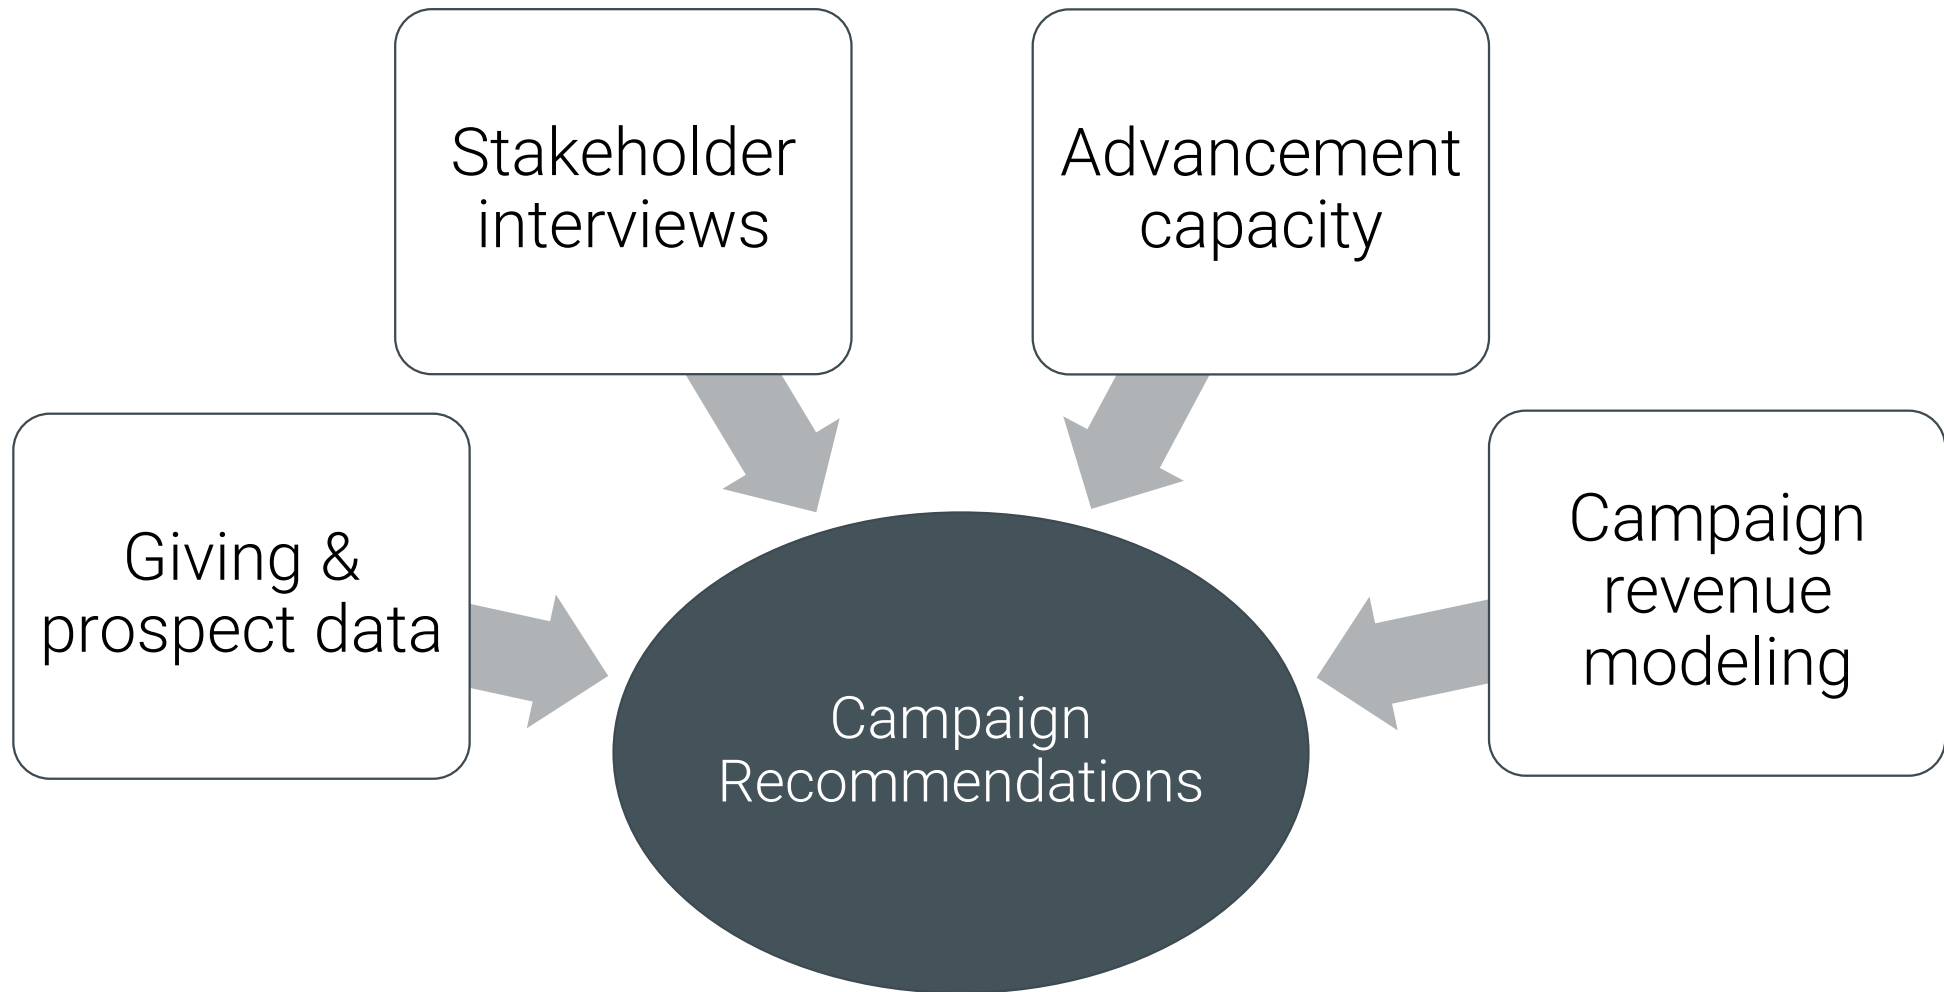 Stakeholder
interviews
Advancement
capacity
Giving &
prospect data
Campaign
revenue
modeling
Campaign
Recommendations